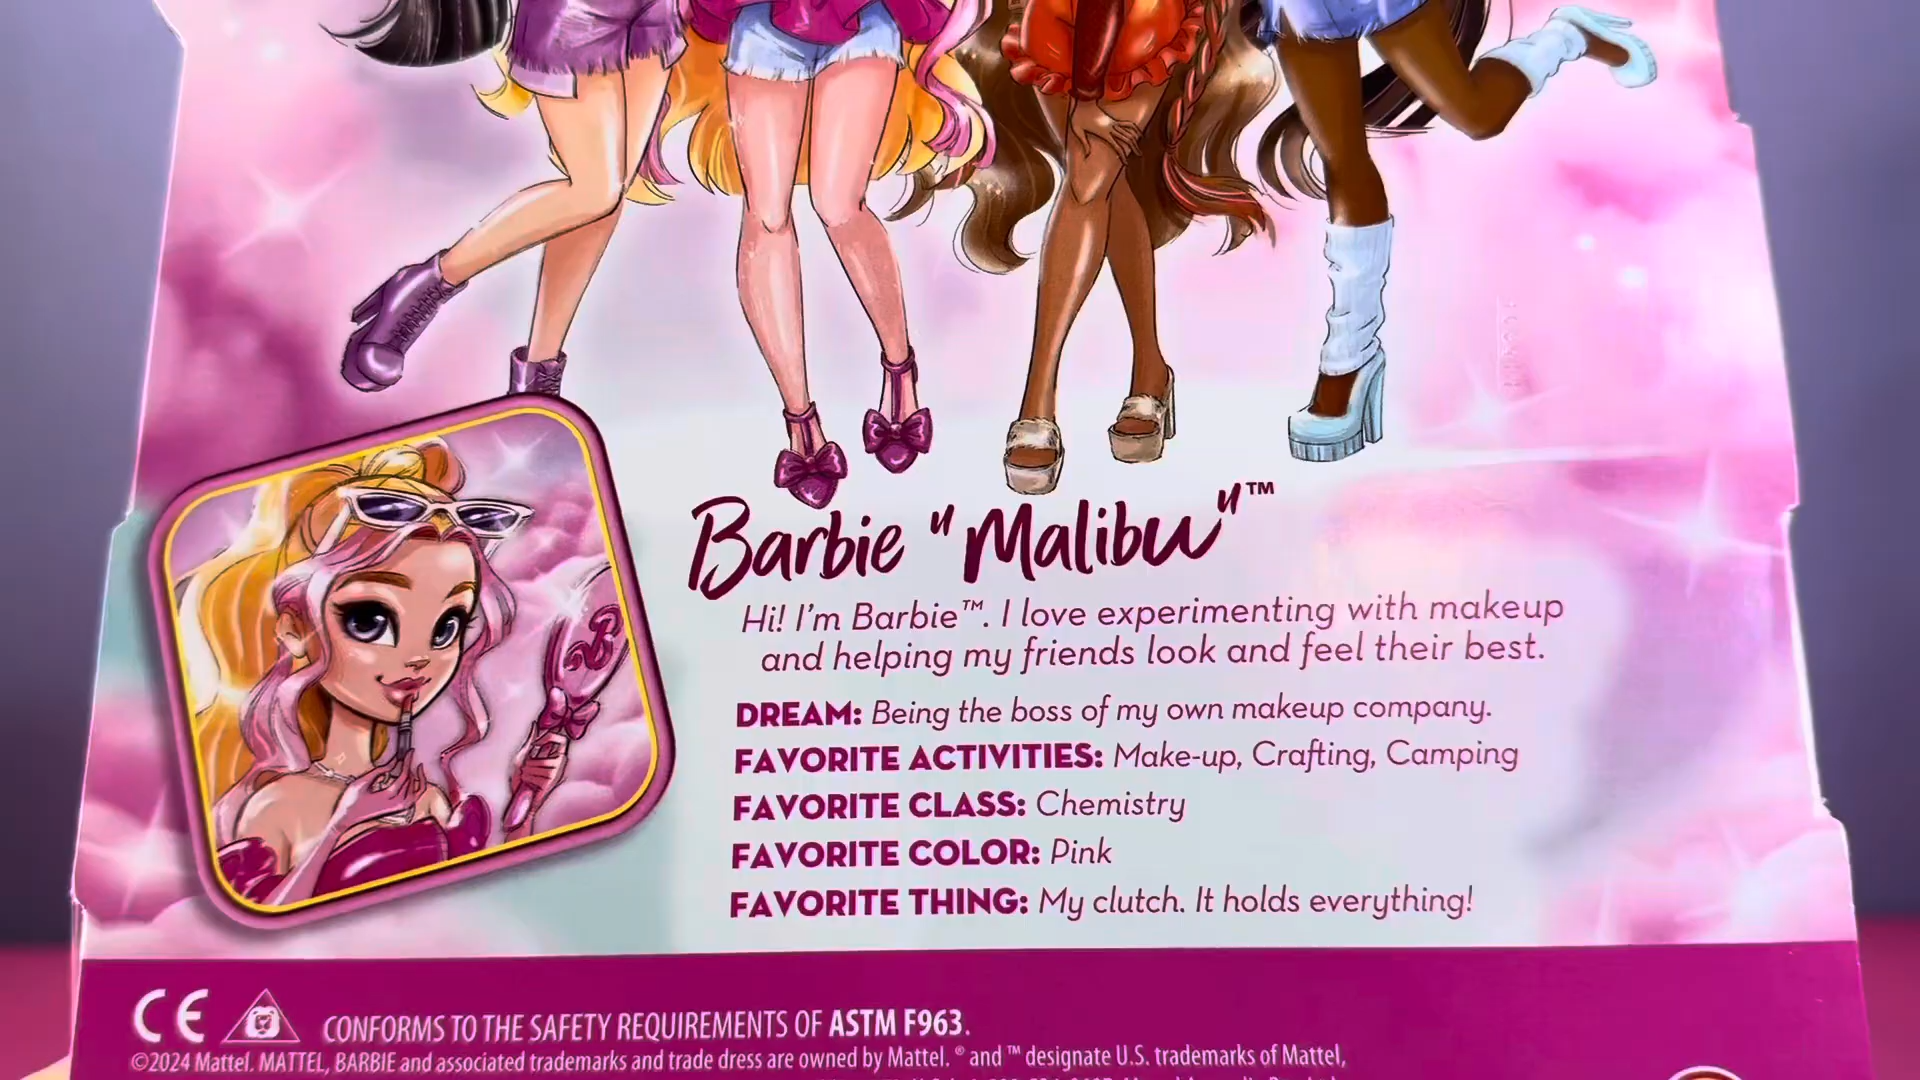 Barbie "Malibu"™
Hi! I'm Barbie™. I love experimenting with makeup
and helping my friends look and feel their best.
DREAM: Being the boss of my own makeup company.
FAVORITE ACTIVITIES: Make-up, Crafting, Camping
FAVORITE CLASS: Chemistry
FAVORITE COLOR: Pink
FAVORITE THING: My clutch. It holds everything!
B
CE CONFORMS TO THE SAFETY REQUIREMENTS OF ASTM F963.
©2024 Mattel. MATTEL, BARBIE and associated trademarks and trade dress are owned by Mattel. ® and ™ designate U.S. trademarks of Mattel,